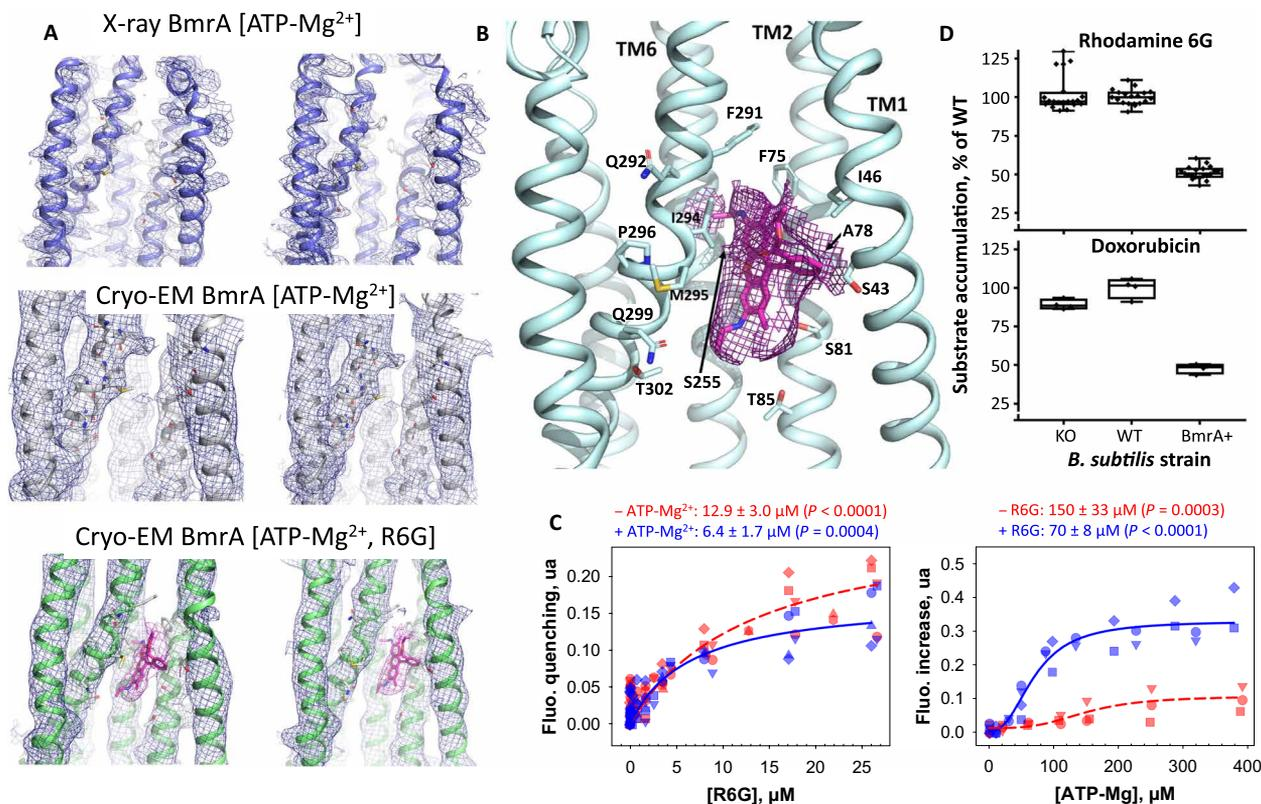 A
X-ray BmrA [ATP-Mg²⁺]
Cryo-EM BmrA [ATP-Mg²⁺]
Cryo-EM BmrA [ATP-Mg²⁺, R6G]
B
TM6
TM2
TM1
F291
Q292
F75
I46
I294
P296
A78
M295
S43
Q299
S81
S255
T302
T85
D
Rhodamine 6G
125
100
75
50
25
Doxorubicin
125
100
75
50
25
Substrate accumulation, % of WT
KO WT BmrA+
B. subtilis strain
C
– ATP-Mg²⁺: 12.9 ± 3.0 µM (P < 0.0001)
+ ATP-Mg²⁺: 6.4 ± 1.7 µM (P = 0.0004)
Fluo. quenching, ua
0.20
0.15
0.10
0.05
0.00
0 5 10 15 20 25
[R6G], µM
– R6G: 150 ± 33 µM (P = 0.0003)
+ R6G: 70 ± 8 µM (P < 0.0001)
Fluo. increase, ua
0.5
0.4
0.3
0.2
0.1
0.0
0 100 200 300 400
[ATP-Mg], µM